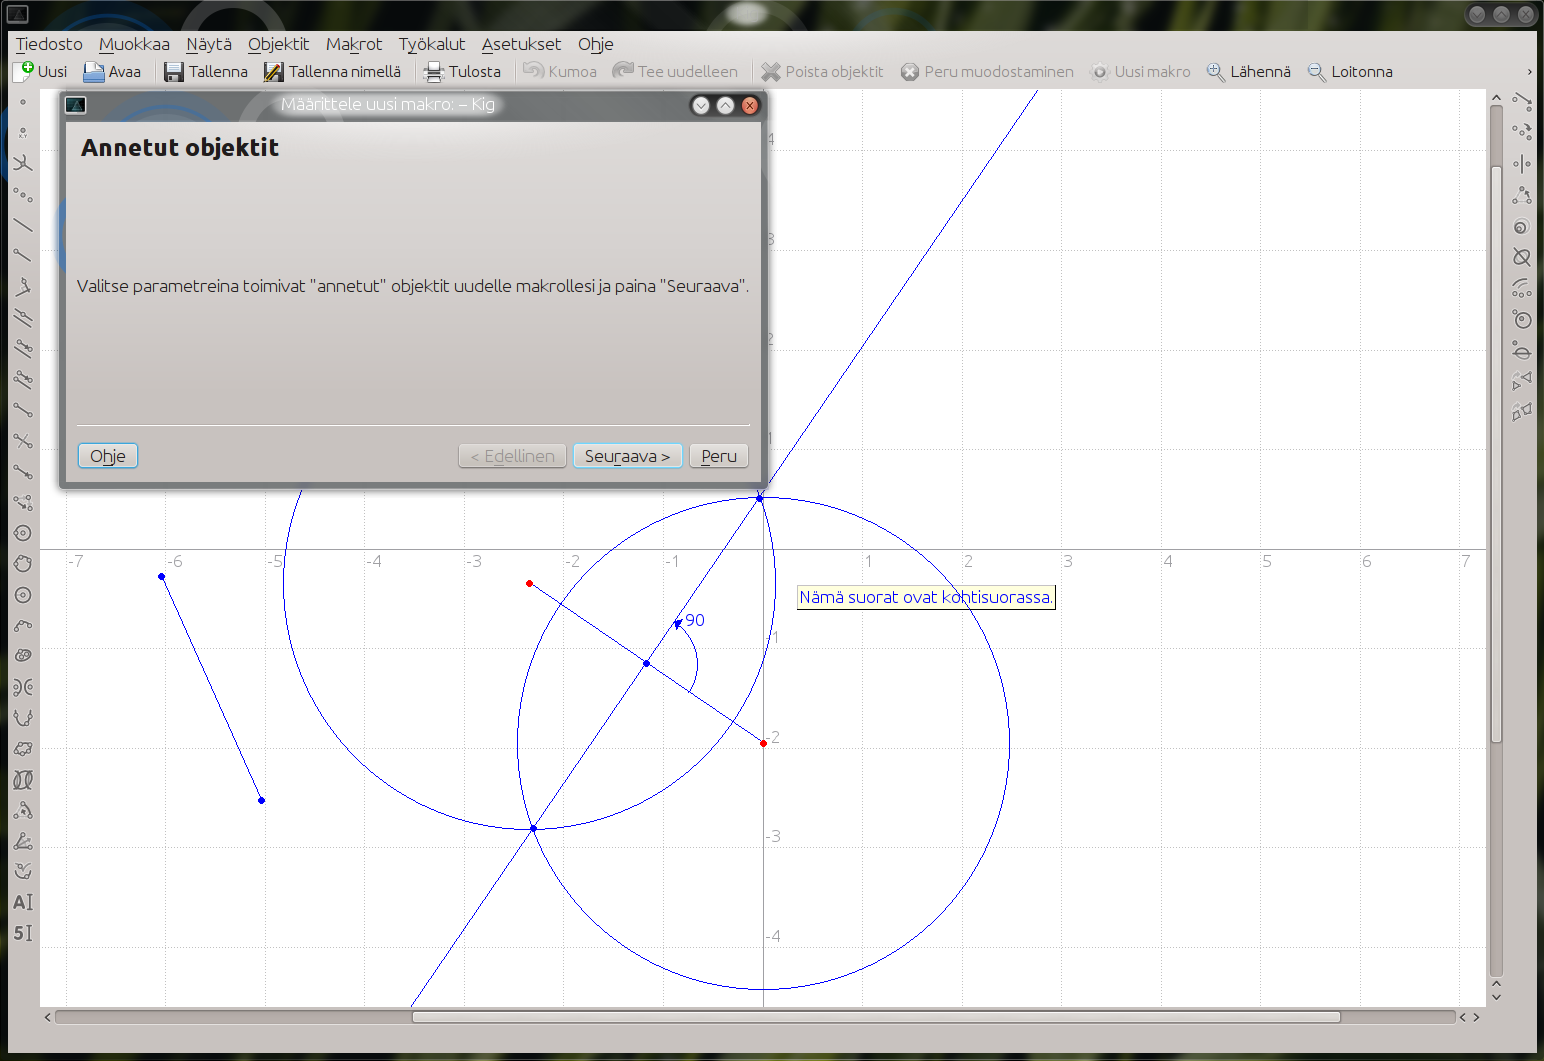 Tiedosto Muokkaa Näytä Objektit Makrot Työkalut Asetukset Ohje
Uusi Avaa Tallenna Tallenna nimellä Tulosta Kumoa Tee uudelleen Poista objektit Peru muodostaminen Uusi makro Lähennä Loitonna
Määrittele uusi makro: – Kig
Annetut objektit
Valitse parametreina toimivat "annetut" objektit uudelle makrollesi ja paina "Seuraava".
Ohje < Edellinen Seuraava > Peru
4
3
2
1
-7 -6 -5 -4 -3 -2 -1 1 2 3 4 5 6 7
Nämä suorat ovat kohtisuorassa.
90
-1
-2
-3
-4
A
5